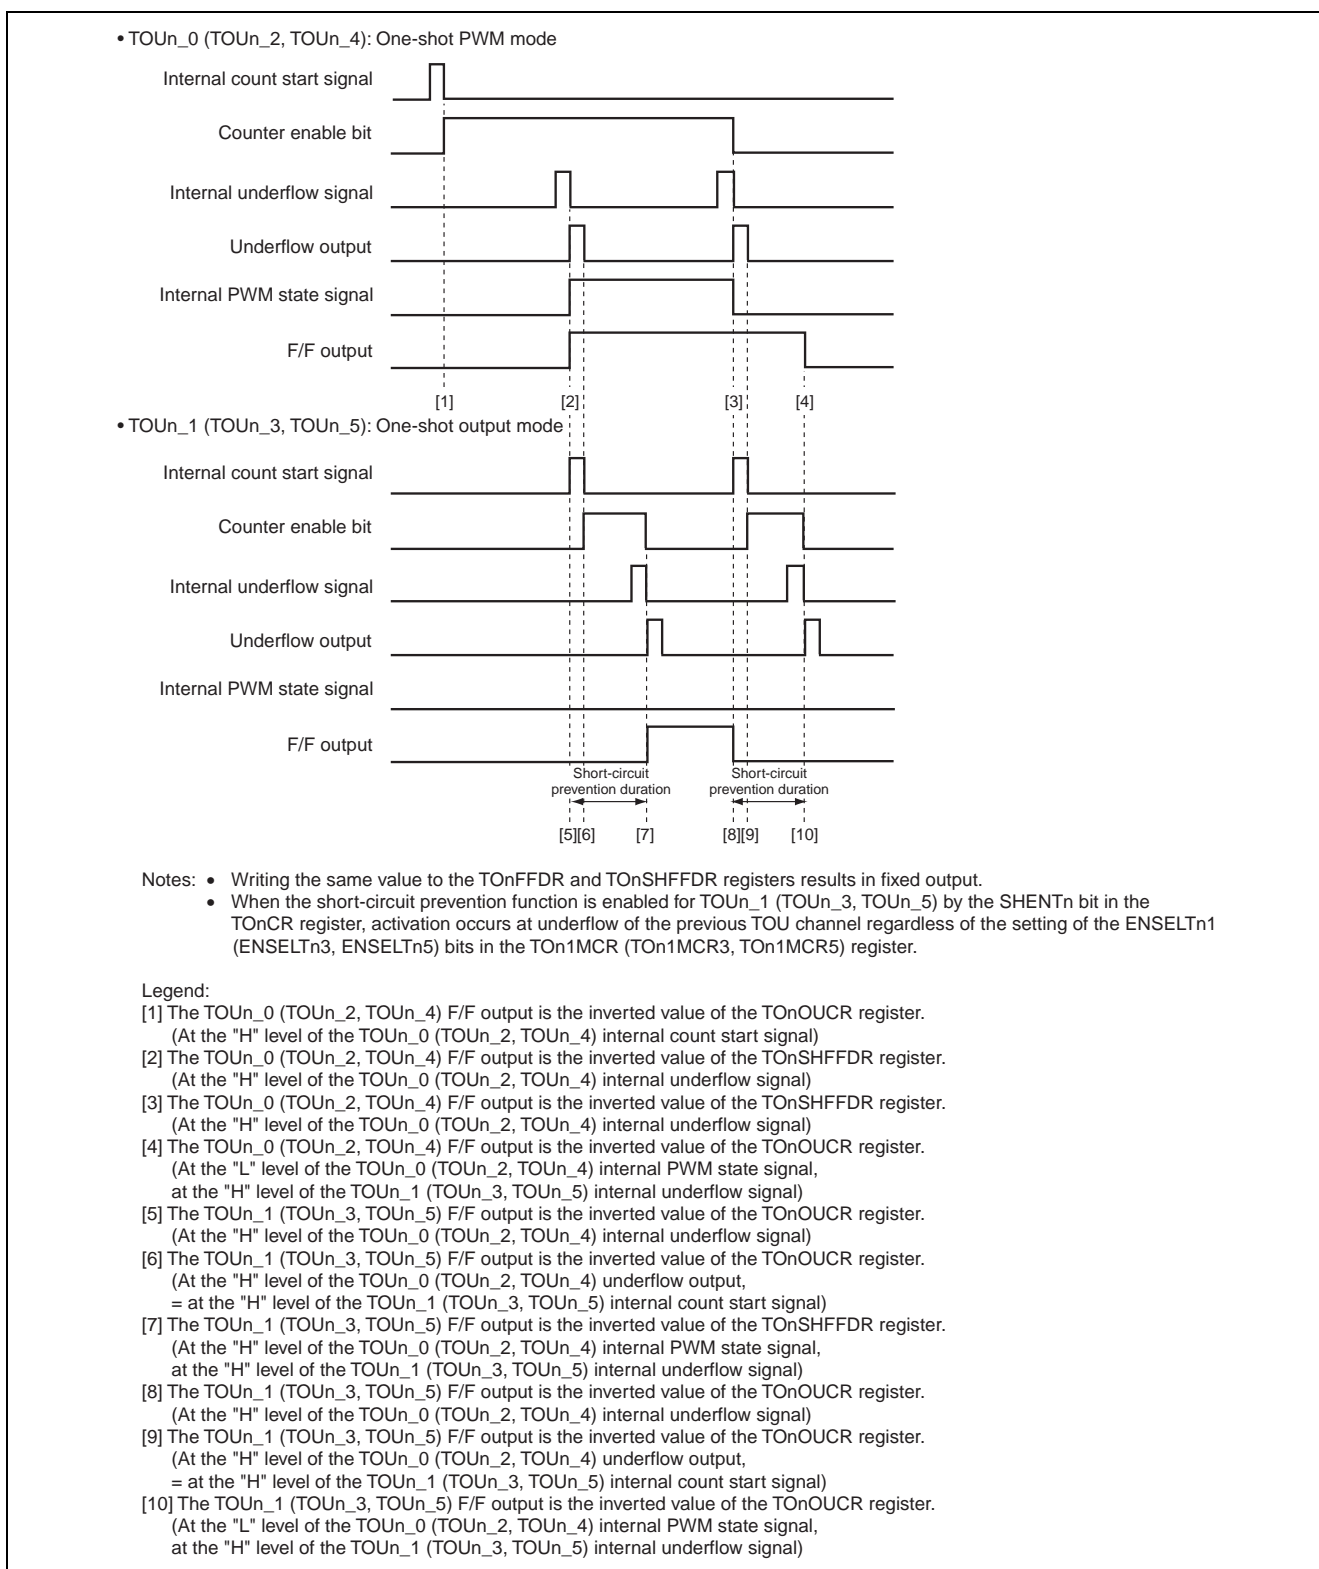 • TOUn_0 (TOUn_2, TOUn_4): One-shot PWM mode
Internal count start signal
Counter enable bit
Internal underflow signal
Underflow output
Internal PWM state signal
F/F output
[1] [2] [3] [4]
• TOUn_1 (TOUn_3, TOUn_5): One-shot output mode
Internal count start signal
Counter enable bit
Internal underflow signal
Underflow output
Internal PWM state signal
F/F output
Short-circuit prevention duration
Short-circuit prevention duration
[5][6] [7] [8][9] [10]
Notes: • Writing the same value to the TOnFFDR and TOnSHFFDR registers results in fixed output.
• When the short-circuit prevention function is enabled for TOUn_1 (TOUn_3, TOUn_5) by the SHENTn bit in the
TOnCR register, activation occurs at underflow of the previous TOU channel regardless of the setting of the ENSELTn1
(ENSELTn3, ENSELTn5) bits in the TOn1MCR (TOn1MCR3, TOn1MCR5) register.
Legend:
[1] The TOUn_0 (TOUn_2, TOUn_4) F/F output is the inverted value of the TOnOUCR register.
(At the "H" level of the TOUn_0 (TOUn_2, TOUn_4) internal count start signal)
[2] The TOUn_0 (TOUn_2, TOUn_4) F/F output is the inverted value of the TOnSHFFDR register.
(At the "H" level of the TOUn_0 (TOUn_2, TOUn_4) internal underflow signal)
[3] The TOUn_0 (TOUn_2, TOUn_4) F/F output is the inverted value of the TOnSHFFDR register.
(At the "H" level of the TOUn_0 (TOUn_2, TOUn_4) internal underflow signal)
[4] The TOUn_0 (TOUn_2, TOUn_4) F/F output is the inverted value of the TOnOUCR register.
(At the "L" level of the TOUn_0 (TOUn_2, TOUn_4) internal PWM state signal,
at the "H" level of the TOUn_1 (TOUn_3, TOUn_5) internal underflow signal)
[5] The TOUn_1 (TOUn_3, TOUn_5) F/F output is the inverted value of the TOnOUCR register.
(At the "H" level of the TOUn_0 (TOUn_2, TOUn_4) internal underflow signal)
[6] The TOUn_1 (TOUn_3, TOUn_5) F/F output is the inverted value of the TOnOUCR register.
(At the "H" level of the TOUn_0 (TOUn_2, TOUn_4) underflow output,
= at the "H" level of the TOUn_1 (TOUn_3, TOUn_5) internal count start signal)
[7] The TOUn_1 (TOUn_3, TOUn_5) F/F output is the inverted value of the TOnSHFFDR register.
(At the "H" level of the TOUn_0 (TOUn_2, TOUn_4) internal PWM state signal,
at the "H" level of the TOUn_1 (TOUn_3, TOUn_5) internal underflow signal)
[8] The TOUn_1 (TOUn_3, TOUn_5) F/F output is the inverted value of the TOnOUCR register.
(At the "H" level of the TOUn_0 (TOUn_2, TOUn_4) internal underflow signal)
[9] The TOUn_1 (TOUn_3, TOUn_5) F/F output is the inverted value of the TOnOUCR register.
(At the "H" level of the TOUn_0 (TOUn_2, TOUn_4) underflow output,
= at the "H" level of the TOUn_1 (TOUn_3, TOUn_5) internal count start signal)
[10] The TOUn_1 (TOUn_3, TOUn_5) F/F output is the inverted value of the TOnOUCR register.
(At the "L" level of the TOUn_0 (TOUn_2, TOUn_4) internal PWM state signal,
at the "H" level of the TOUn_1 (TOUn_3, TOUn_5) internal underflow signal)